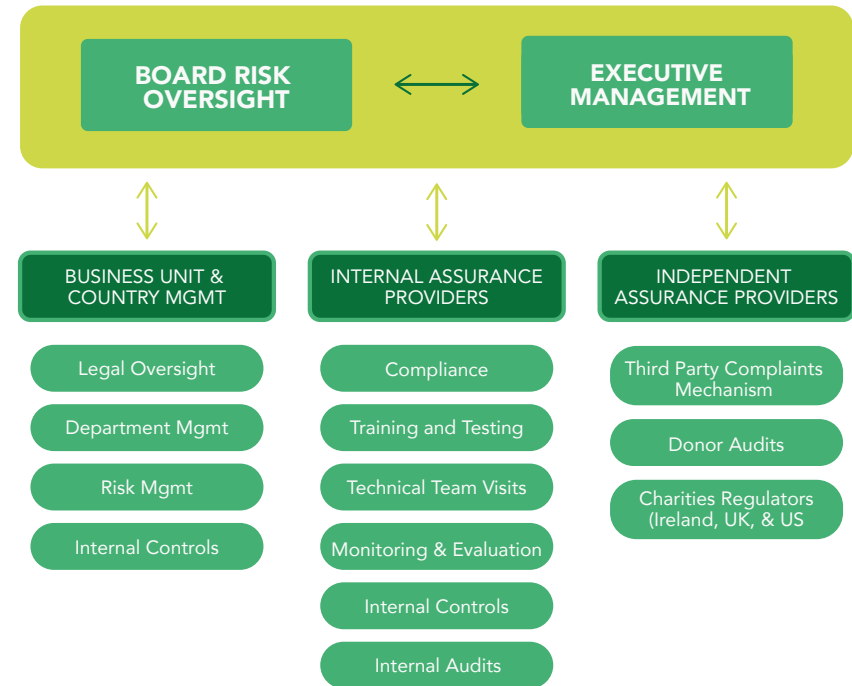 BOARD RISK
OVERSIGHT
EXECUTIVE
MANAGEMENT
BUSINESS UNIT &
COUNTRY MGMT
Legal Oversight
Department Mgmt
Risk Mgmt
Internal Controls
INTERNAL ASSURANCE
PROVIDERS
Compliance
Training and Testing
Technical Team Visits
Monitoring & Evaluation
Internal Controls
Internal Audits
INDEPENDENT
ASSURANCE PROVIDERS
Third Party Complaints
Mechanism
Donor Audits
Charities Regulators
(Ireland, UK, & US